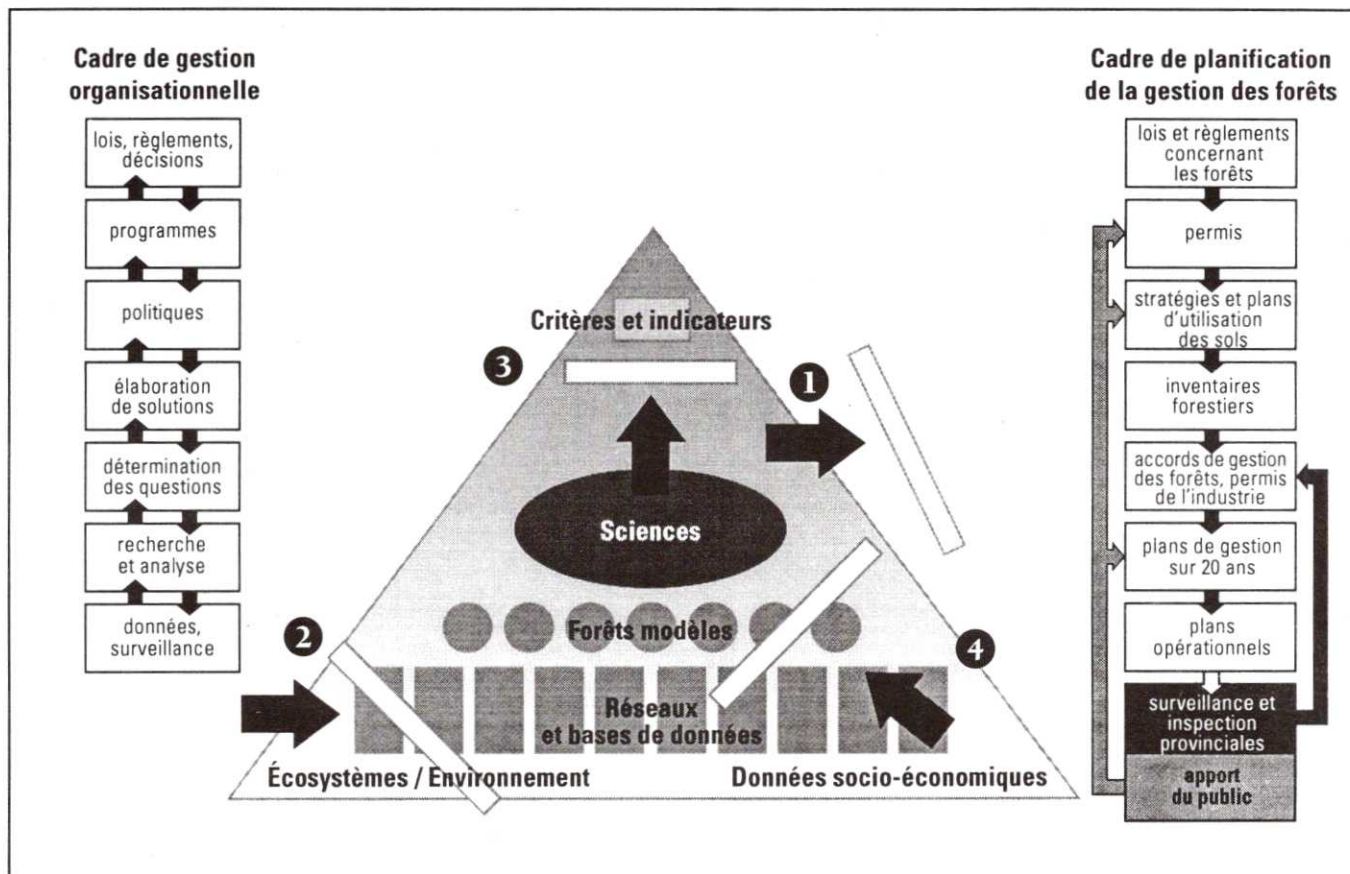 Cadre de gestion
organisationnelle
lois, règlements,
décisions
programmes
politiques
élaboration
de solutions
détermination
des questions
recherche
et analyse
données,
surveillance
Critères et indicateurs
3
1
Sciences
2
Forêts modèles
4
Réseaux
et bases de données
Écosystèmes / Environnement
Données socio-économiques
Cadre de planification
de la gestion des forêts
lois et règlements
concernant
les forêts
permis
stratégies et plans
d'utilisation
des sols
inventaires
forestiers
accords de gestion
des forêts, permis
de l'industrie
plans de gestion
sur 20 ans
plans
opérationnels
surveillance et
inspection
provinciales
apport
du public